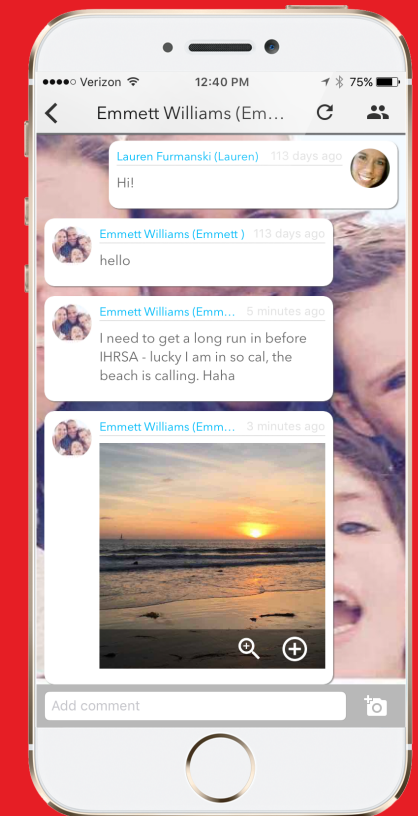 Verizon 12:40 PM 75%
Emmett Williams (Em...
Lauren Furmanski (Lauren) 113 days ago
Hi!
Emmett Williams (Emmett ) 113 days ago
hello
Emmett Williams (Emm... 5 minutes ago
I need to get a long run in before
IHRSA - lucky I am in so cal, the
beach is calling. Haha
Emmett Williams (Emm... 3 minutes ago
Add comment